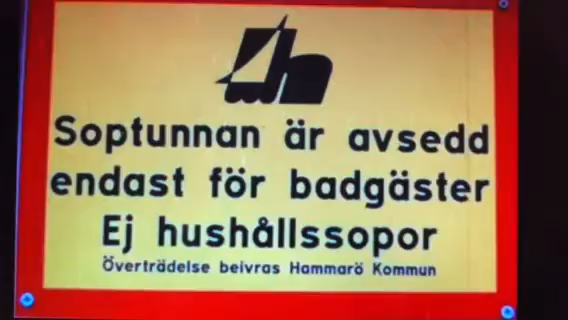 Soptunnan är avsedd
endast för badgäster
Ej hushållssopor
Överträdelse beivras Hammarö Kommun